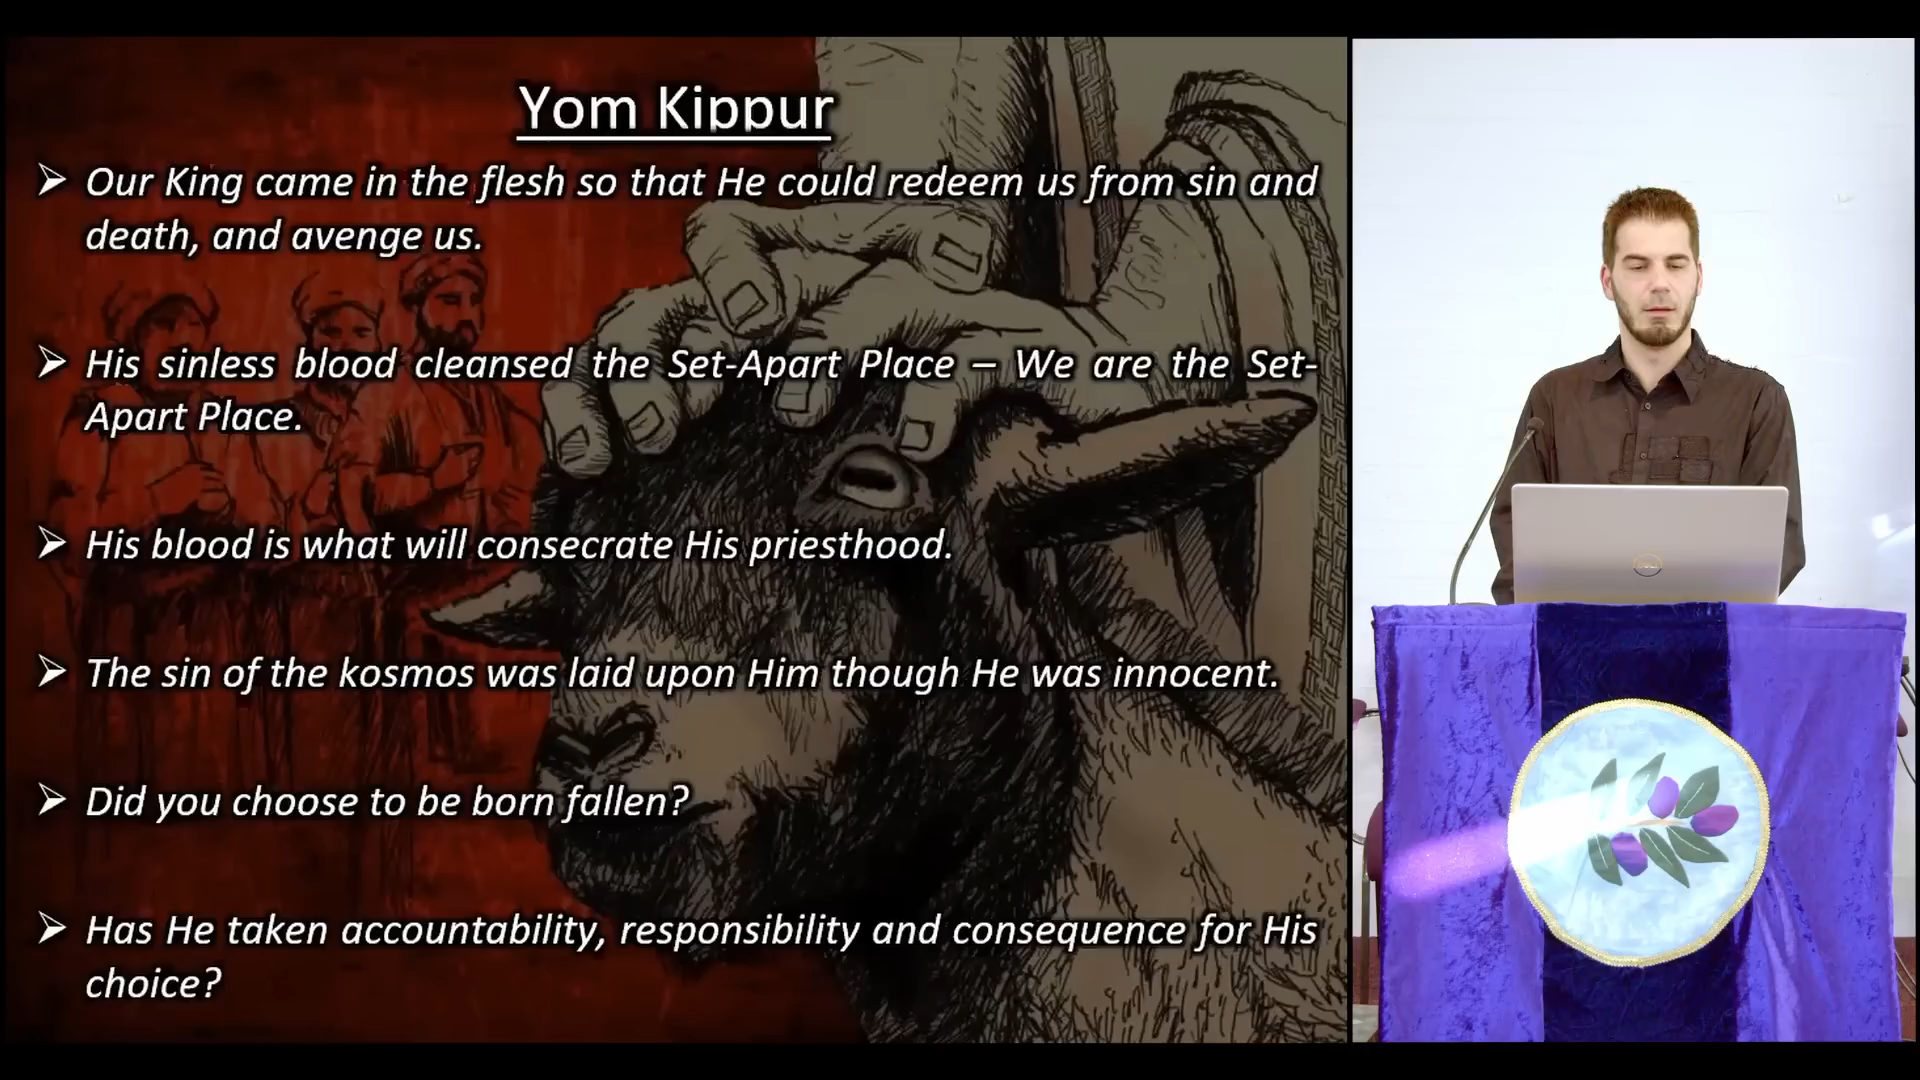 Yom Kippur
➢ Our King came in the flesh so that He could redeem us from sin and
death, and avenge us.
➢ His sinless blood cleansed the Set-Apart Place – We are the Set-
Apart Place.
➢ His blood is what will consecrate His priesthood.
➢ The sin of the kosmos was laid upon Him though He was innocent.
➢ Did you choose to be born fallen?
➢ Has He taken accountability, responsibility and consequence for His
choice?
DELL